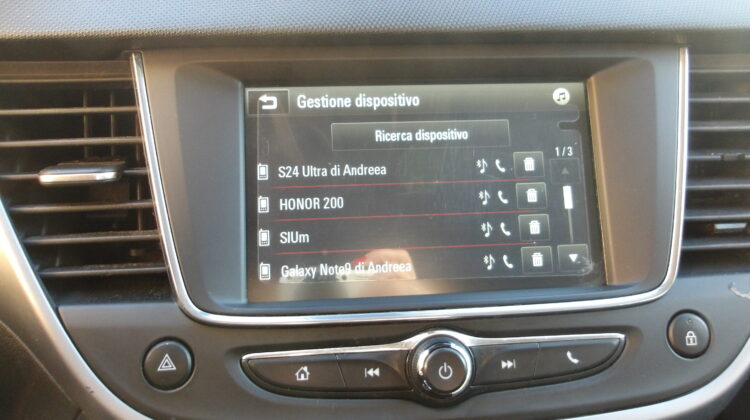 Gestione dispositivo
Ricerca dispositivo
1/3
S24 Ultra di Andreea
HONOR 200
SIUm
Galaxy Note9 di Andreea